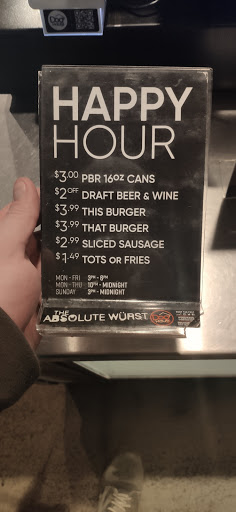 HAPPY
HOUR
$3.00 PBR 16OZ CANS
$2 OFF DRAFT BEER & WINE
$3.99 THIS BURGER
$3.99 THAT BURGER
$2.99 SLICED SAUSAGE
$1.49 TOTS OR FRIES
MON - FRI 3PM - 8PM
MON - THU 10PM - MIDNIGHT
SUNDAY 3PM - MIDNIGHT
THE
ABSOLUTE WÜRST